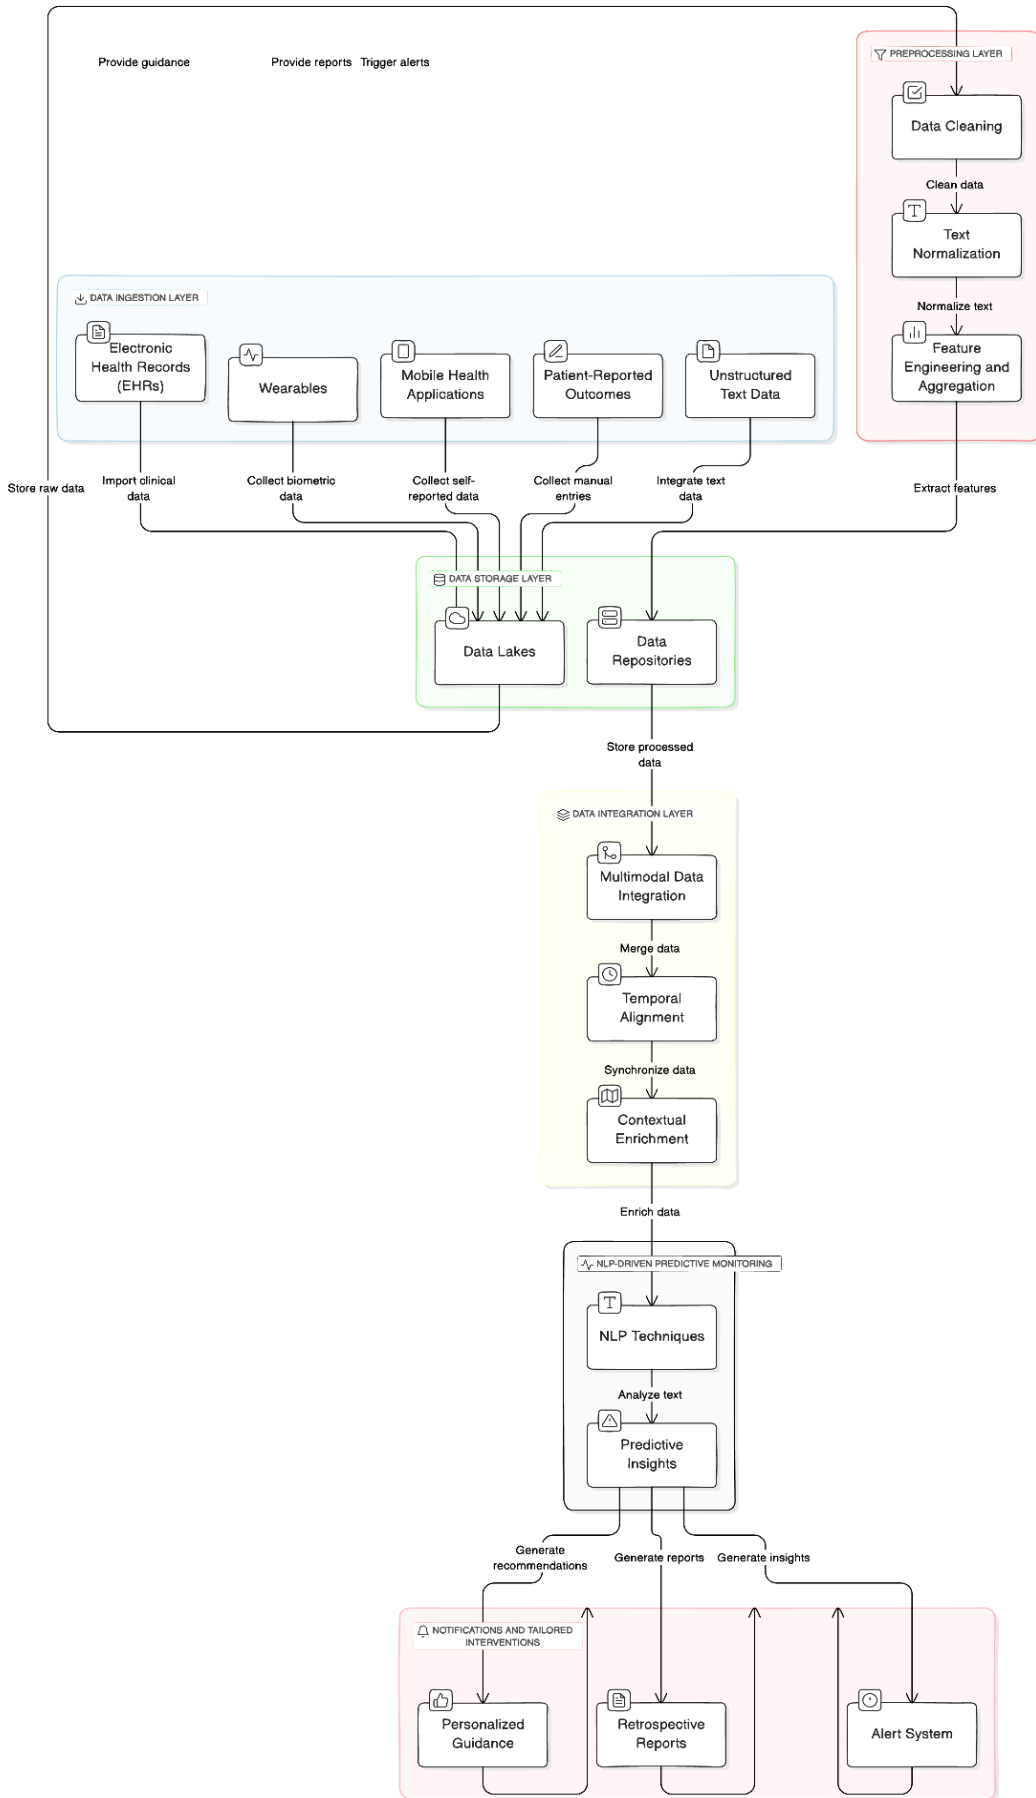 Provide guidance
Provide reports
Trigger alerts
PREPROCESSING LAYER
Data Cleaning
Clean data
Text
Normalization
Normalize text
Feature
Engineering and
Aggregation
DATA INGESTION LAYER
Electronic
Health Records
(EHRs)
Wearables
Mobile Health
Applications
Patient-Reported
Outcomes
Unstructured
Text Data
Store raw data
Import clinical
data
Collect biometric
data
Collect self-
reported data
Collect manual
entries
Integrate text
data
Extract features
DATA STORAGE LAYER
Data Lakes
Data
Repositories
Store processed
data
DATA INTEGRATION LAYER
Multimodal Data
Integration
Merge data
Temporal
Alignment
Synchronize data
Contextual
Enrichment
Enrich data
NLP-DRIVEN PREDICTIVE MONITORING
NLP Techniques
Analyze text
Predictive
Insights
Generate
recommendations
Generate reports
Generate insights
NOTIFICATIONS AND TAILORED
INTERVENTIONS
Personalized
Guidance
Retrospective
Reports
Alert System